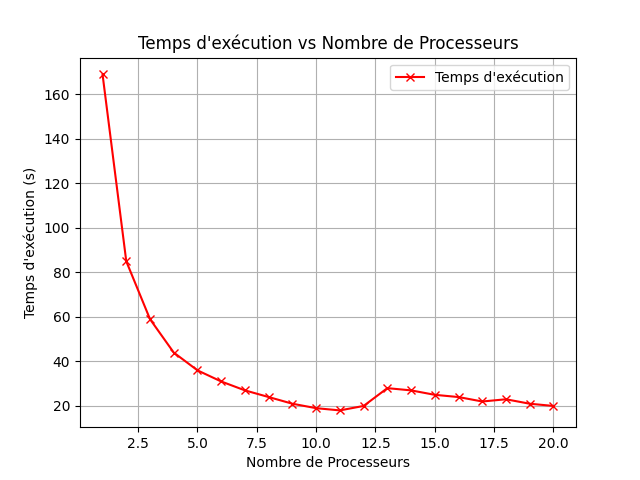 Temps d'exécution vs Nombre de Processeurs
Temps d'exécution
Temps d'exécution (s)
160
140
120
100
80
60
40
20
2.5 5.0 7.5 10.0 12.5 15.0 17.5 20.0
Nombre de Processeurs